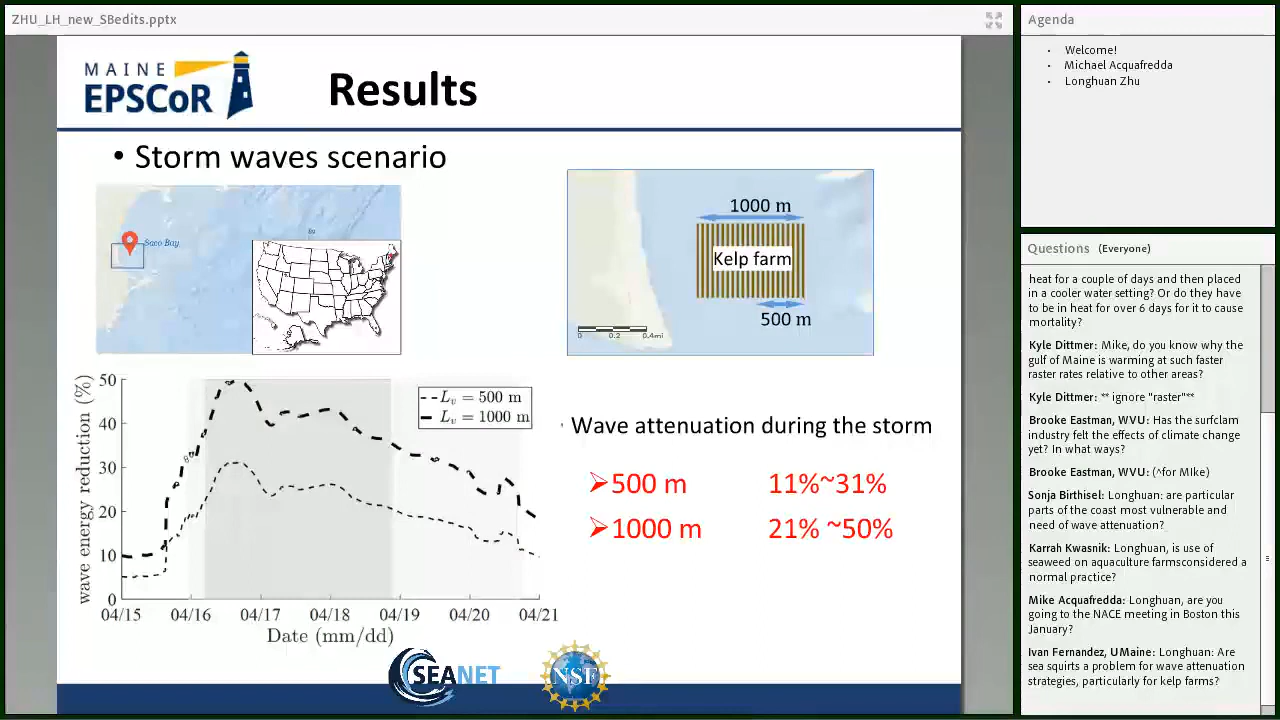 ZHU_LH_new_SBedits.pptx
MAINE
EPSCoR
Results
• Storm waves scenario
Saco Bay
1000 m
Kelp farm
500 m
0 0.2 0.4mi
wave energy reduction (%)
50
40
30
20
10
0
L_v = 500 m
L_v = 1000 m
04/15 04/16 04/17 04/18 04/19 04/20 04/21
Date (mm/dd)
Wave attenuation during the storm
➢500 m 11%~31%
➢1000 m 21% ~50%
SEANET
NSF
Agenda
• Welcome!
• Michael Acquafredda
• Longhuan Zhu
Questions (Everyone)
heat for a couple of days and then placed
in a cooler water setting? Or do they have
to be in heat for over 6 days for it to cause
mortality?
Kyle Dittmer: Mike, do you know why the
gulf of Maine is warming at such faster
raster rates relative to other areas?
Kyle Dittmer: ** ignore "raster"**
Brooke Eastman, WVU: Has the surfclam
industry felt the effects of climate change
yet? In what ways?
Brooke Eastman, WVU: (^for MIke)
Sonja Birthisel: Longhuan: are particular
parts of the coast most vulnerable and
need of wave attenuation?
Karrah Kwasnik: Longhuan, is use of
seaweed on aquaculture farmsconsidered a
normal practice?
Mike Acquafredda: Longhuan, are you
going to the NACE meeting in Boston this
January?
Ivan Fernandez, UMaine: Longhuan: Are
sea squirts a problem for wave attenuation
strategies, particularly for kelp farms?